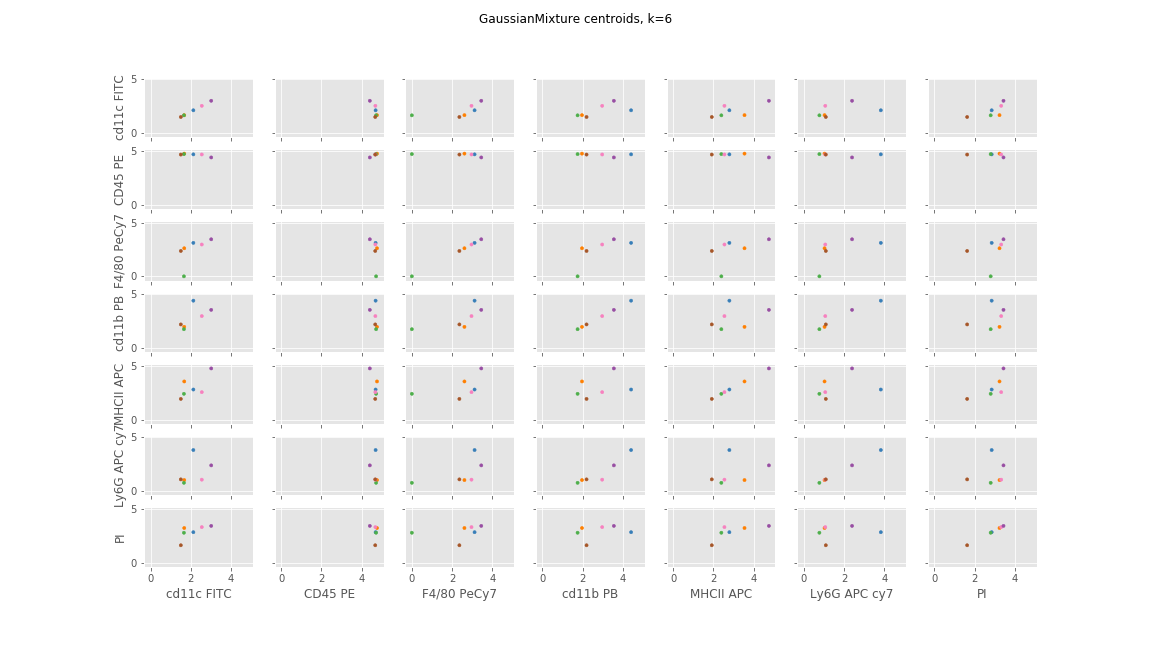 GaussianMixture centroids, k=6
cd11c FITC
5
0
CD45 PE
5
0
F4/80 PeCy7
5
0
cd11b PB
5
0
MHCII APC
5
0
Ly6G APC cy7
5
0
PI
5
0
0 2 4 0 2 4 0 2 4 0 2 4 0 2 4 0 2 4 0 2 4
cd11c FITC CD45 PE F4/80 PeCy7 cd11b PB MHCII APC Ly6G APC cy7 PI